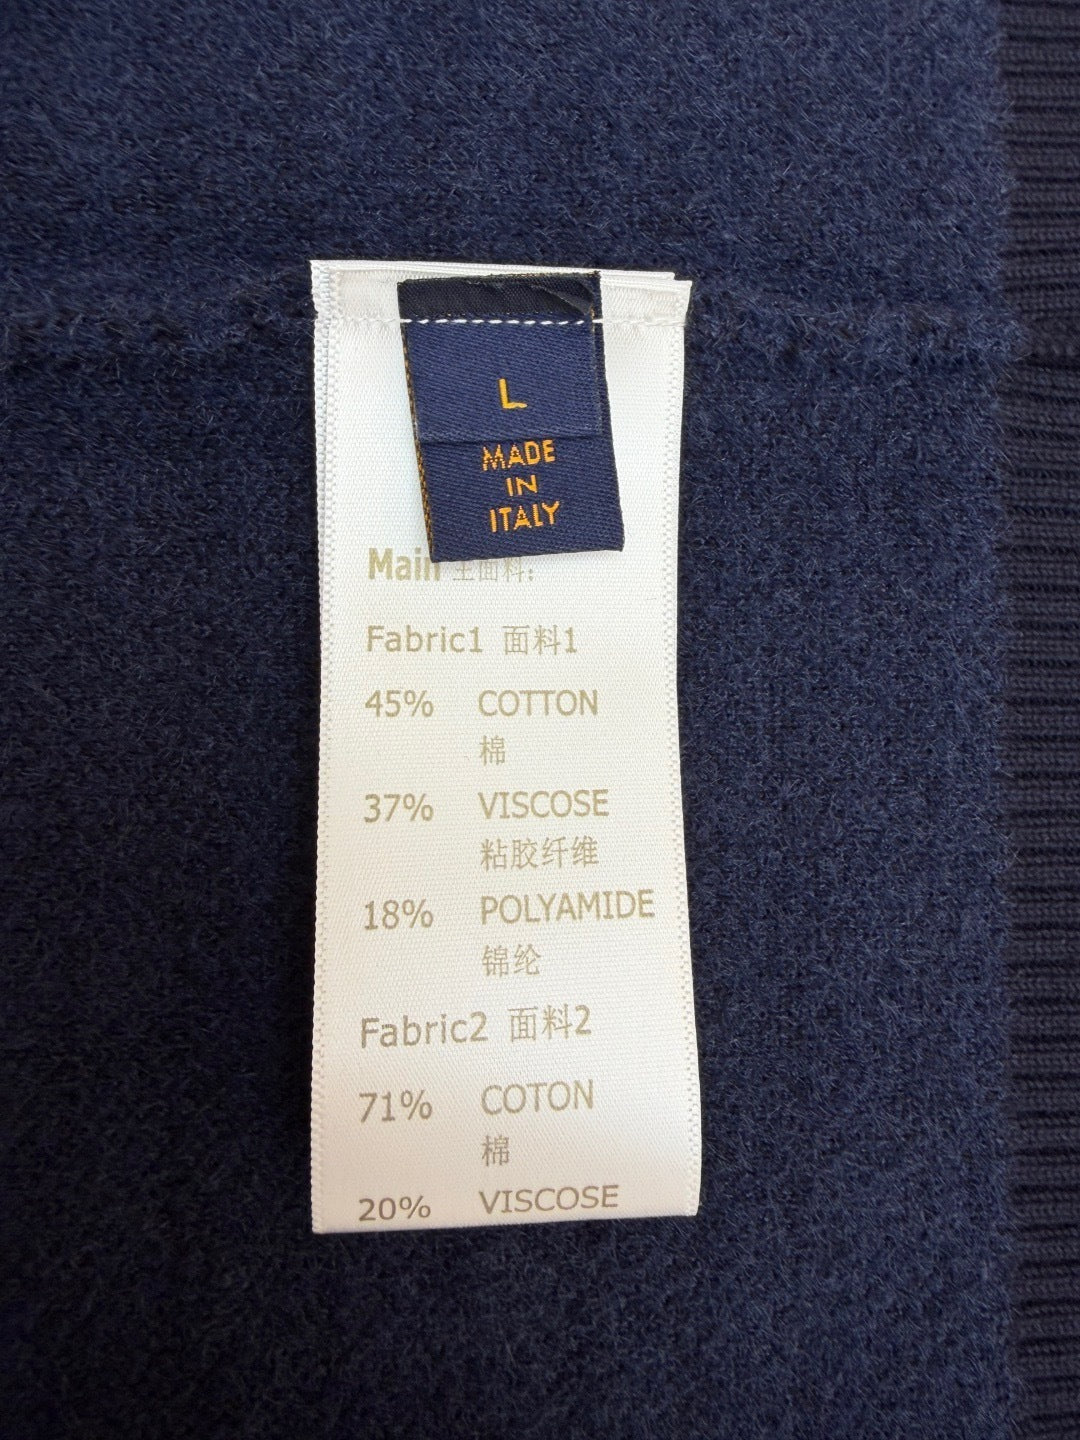 L
MADE
IN
ITALY
Main 主面料:
Fabric1 面料1
45% COTTON
棉
37% VISCOSE
粘胶纤维
18% POLYAMIDE
锦纶
Fabric2 面料2
71% COTON
棉
20% VISCOSE